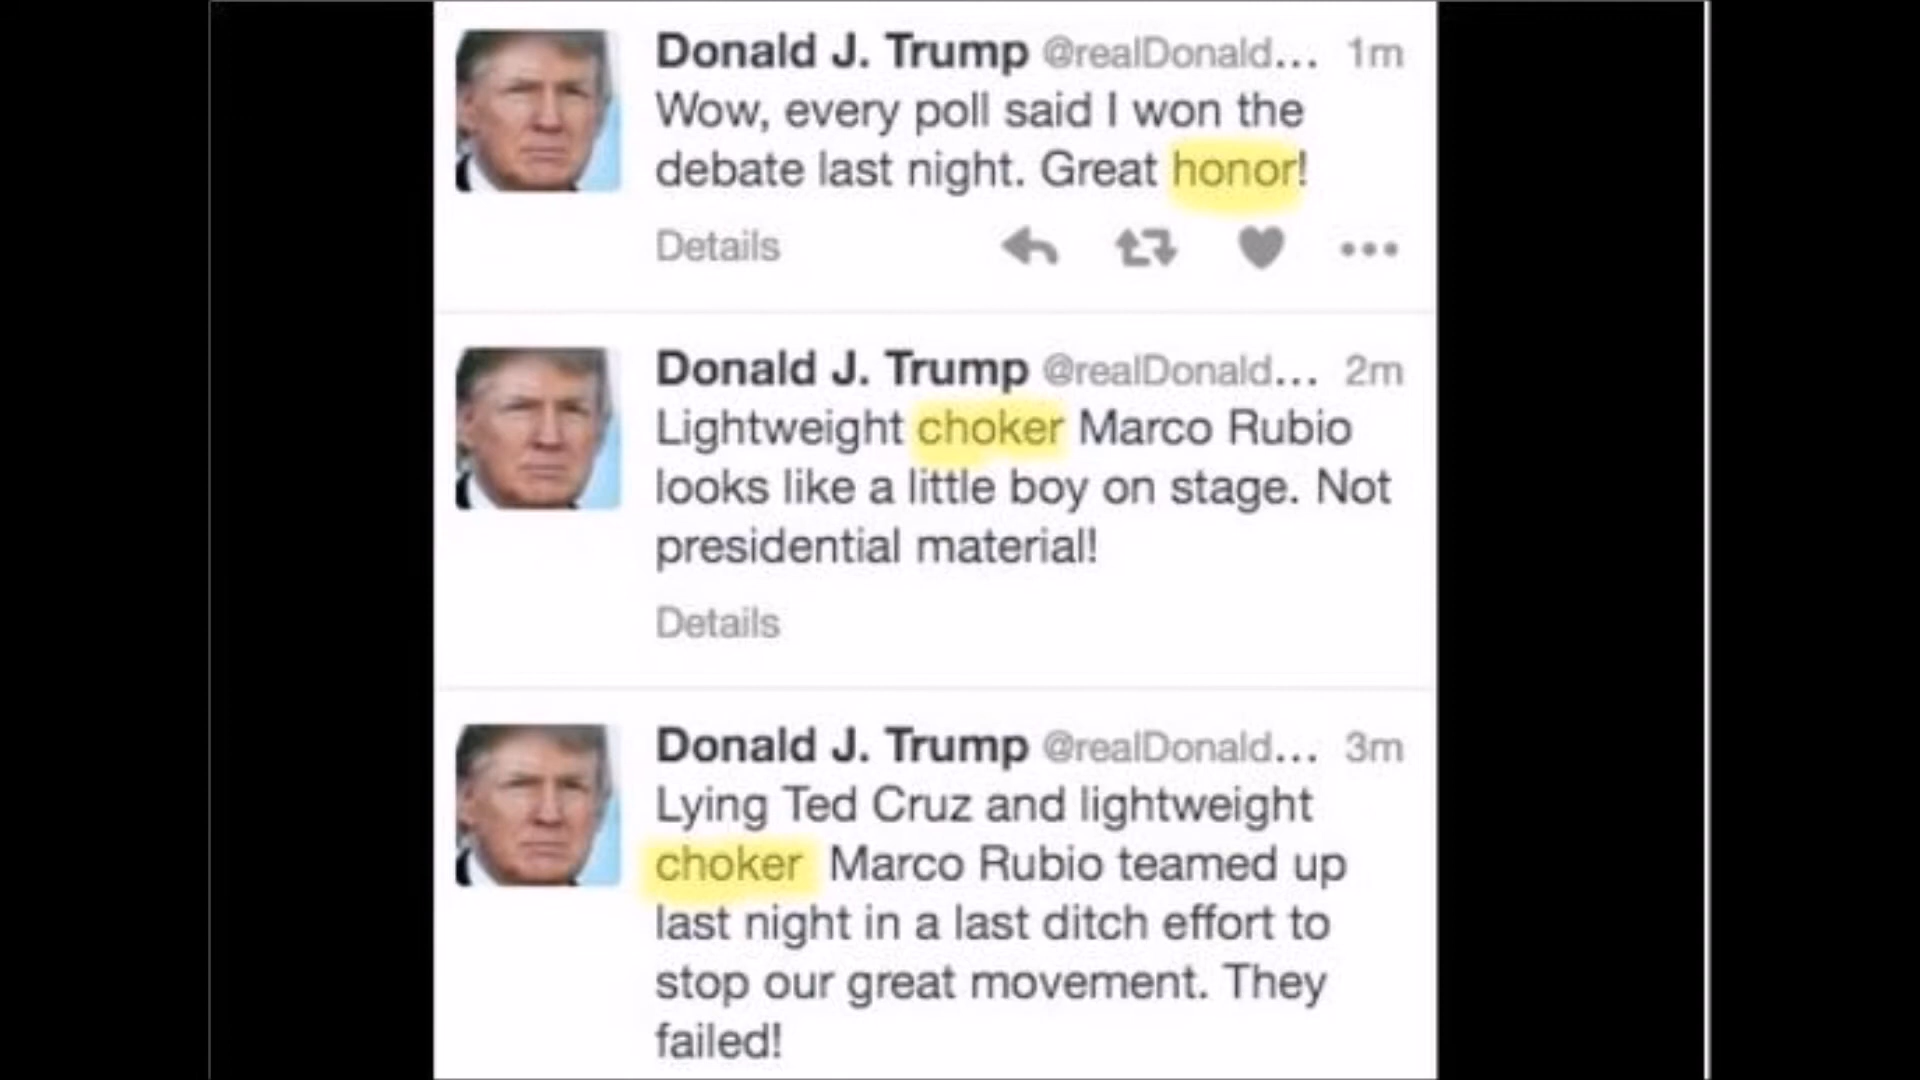 Donald J. Trump @realDonald... 1m
Wow, every poll said I won the
debate last night. Great honor!
Details
Donald J. Trump @realDonald... 2m
Lightweight choker Marco Rubio
looks like a little boy on stage. Not
presidential material!
Details
Donald J. Trump @realDonald... 3m
Lying Ted Cruz and lightweight
choker Marco Rubio teamed up
last night in a last ditch effort to
stop our great movement. They
failed!